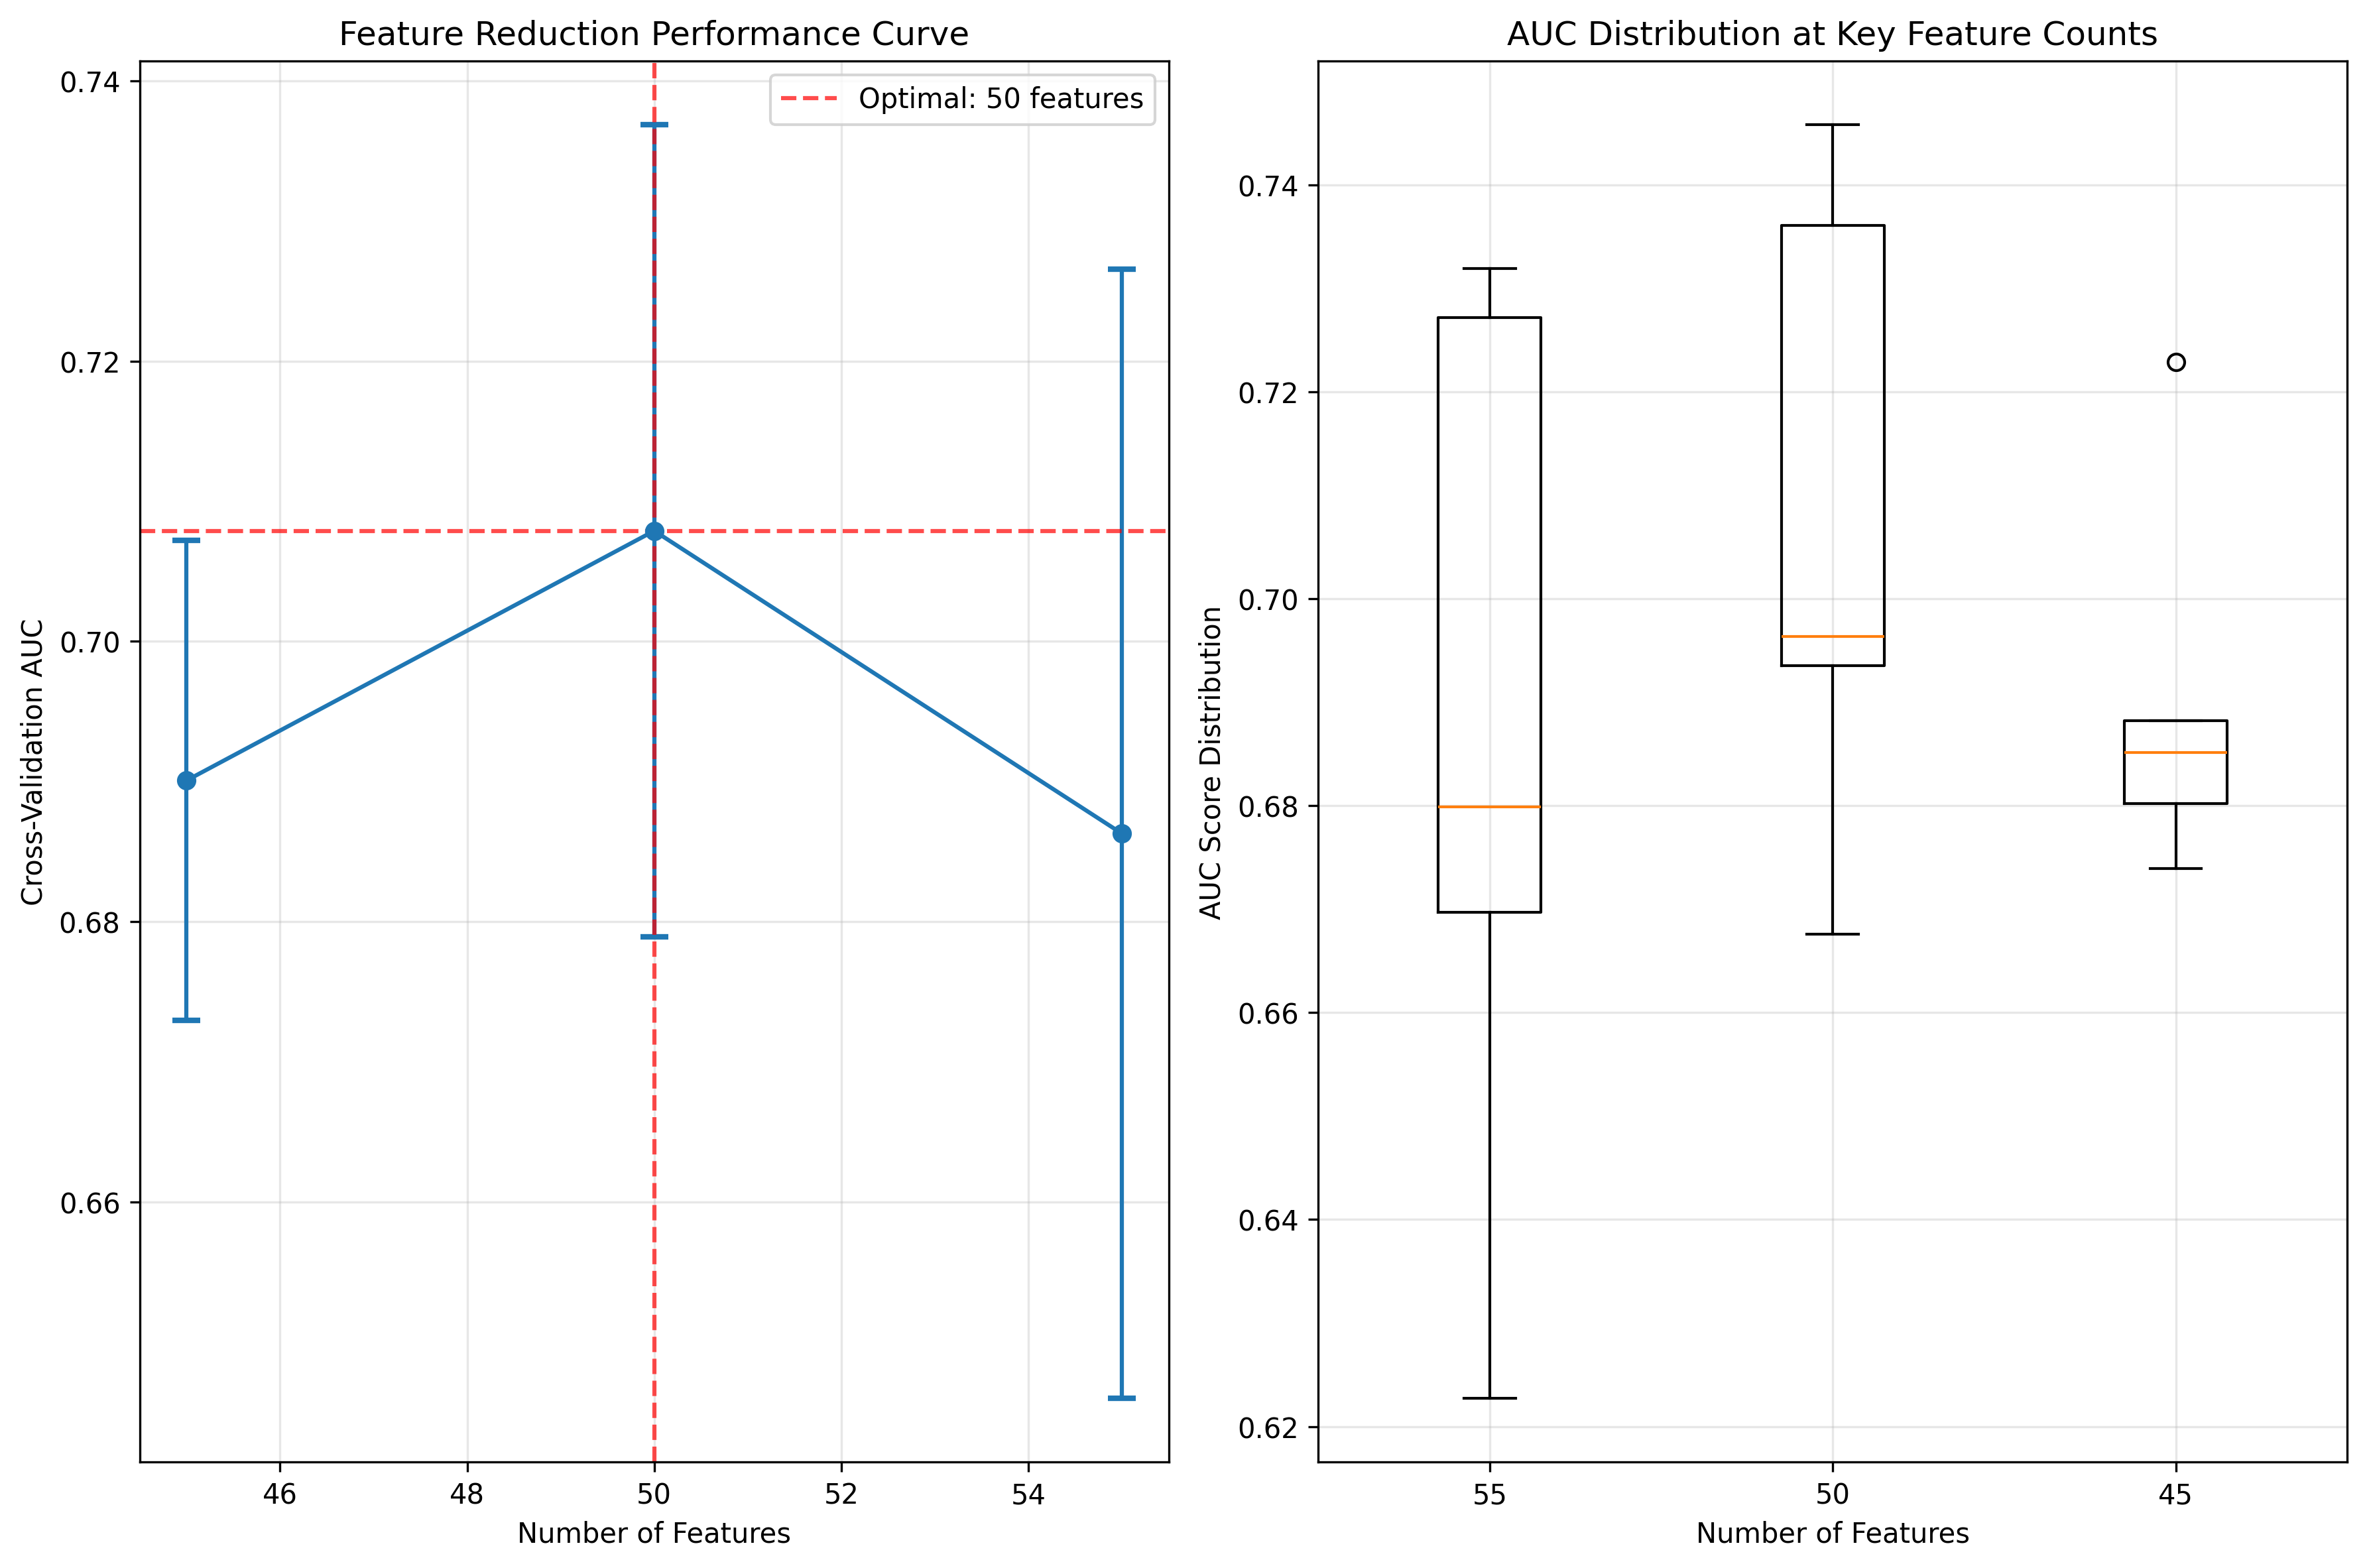 Feature Reduction Performance Curve
Optimal: 50 features
Cross-Validation AUC
0.74
0.72
0.70
0.68
0.66
46 48 50 52 54
Number of Features
AUC Distribution at Key Feature Counts
AUC Score Distribution
0.74
0.72
0.70
0.68
0.66
0.64
0.62
55 50 45
Number of Features